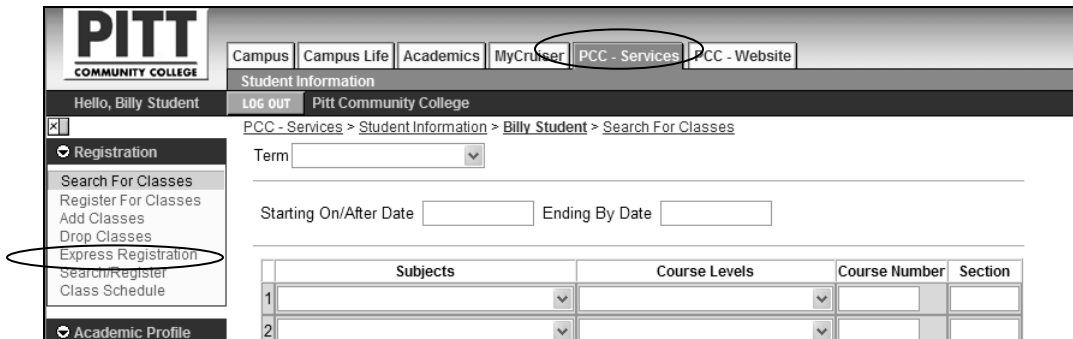 PITT
COMMUNITY COLLEGE
Campus Campus Life Academics MyCruiser PCC - Services PCC - Website
Student Information
Hello, Billy Student LOG OUT Pitt Community College
PCC - Services > Student Information > Billy Student > Search For Classes
Registration
Term
Search For Classes
Register For Classes
Add Classes
Drop Classes
Express Registration
Search/Register
Class Schedule
Academic Profile
Starting On/After Date Ending By Date
Subjects Course Levels Course Number Section
1
2